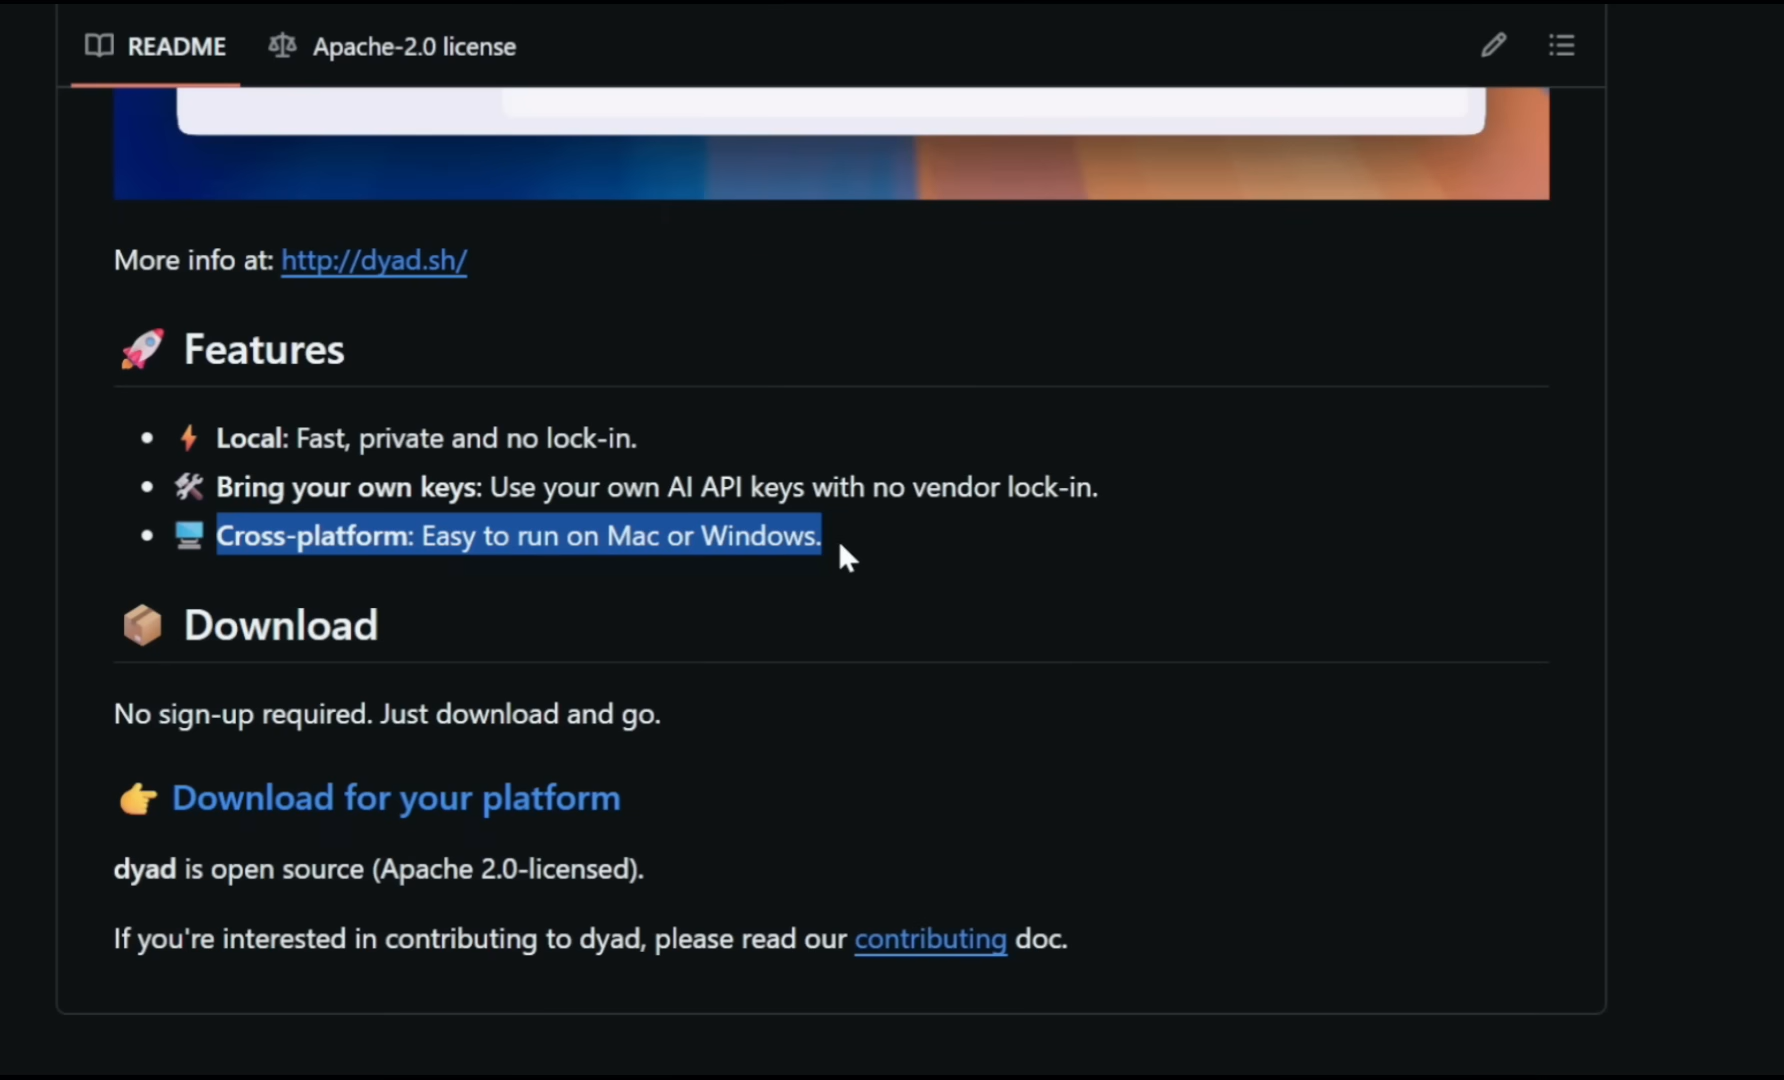 README
Apache-2.0 license
More info at: http://dyad.sh/
🚀 Features
• ⚡ Local: Fast, private and no lock-in.
• 🛠 Bring your own keys: Use your own AI API keys with no vendor lock-in.
• 🖥 Cross-platform: Easy to run on Mac or Windows.
📦 Download
No sign-up required. Just download and go.
👉 Download for your platform
dyad is open source (Apache 2.0-licensed).
If you're interested in contributing to dyad, please read our contributing doc.